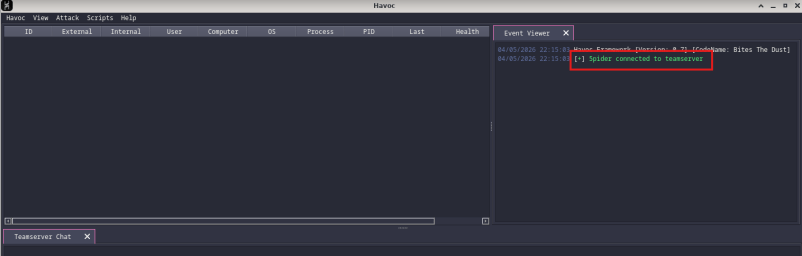 Havoc
Havoc View Attack Scripts Help
ID External Internal User Computer OS Process PID Last Health
Event Viewer
04/05/2026 22:15:03 Havoc Framework [Version: 0.7] [CodeName: Bites The Dust]
04/05/2026 22:15:03 [+] Spider connected to teamserver
Teamserver Chat